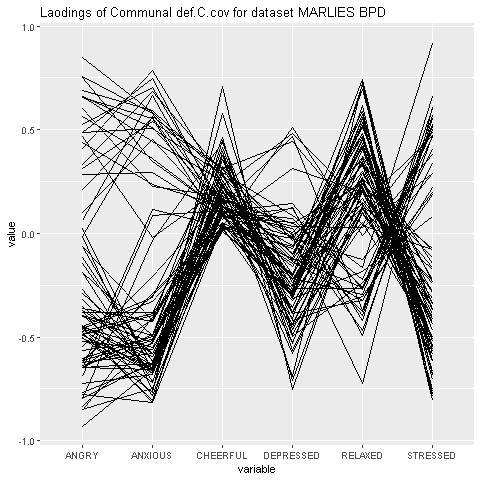 Laodings of Communal def.C.cov for dataset MARLIES BPD
1.0
0.5
0.0
-0.5
-1.0
value
ANGRY ANXIOUS CHEERFUL DEPRESSED RELAXED STRESSED
variable